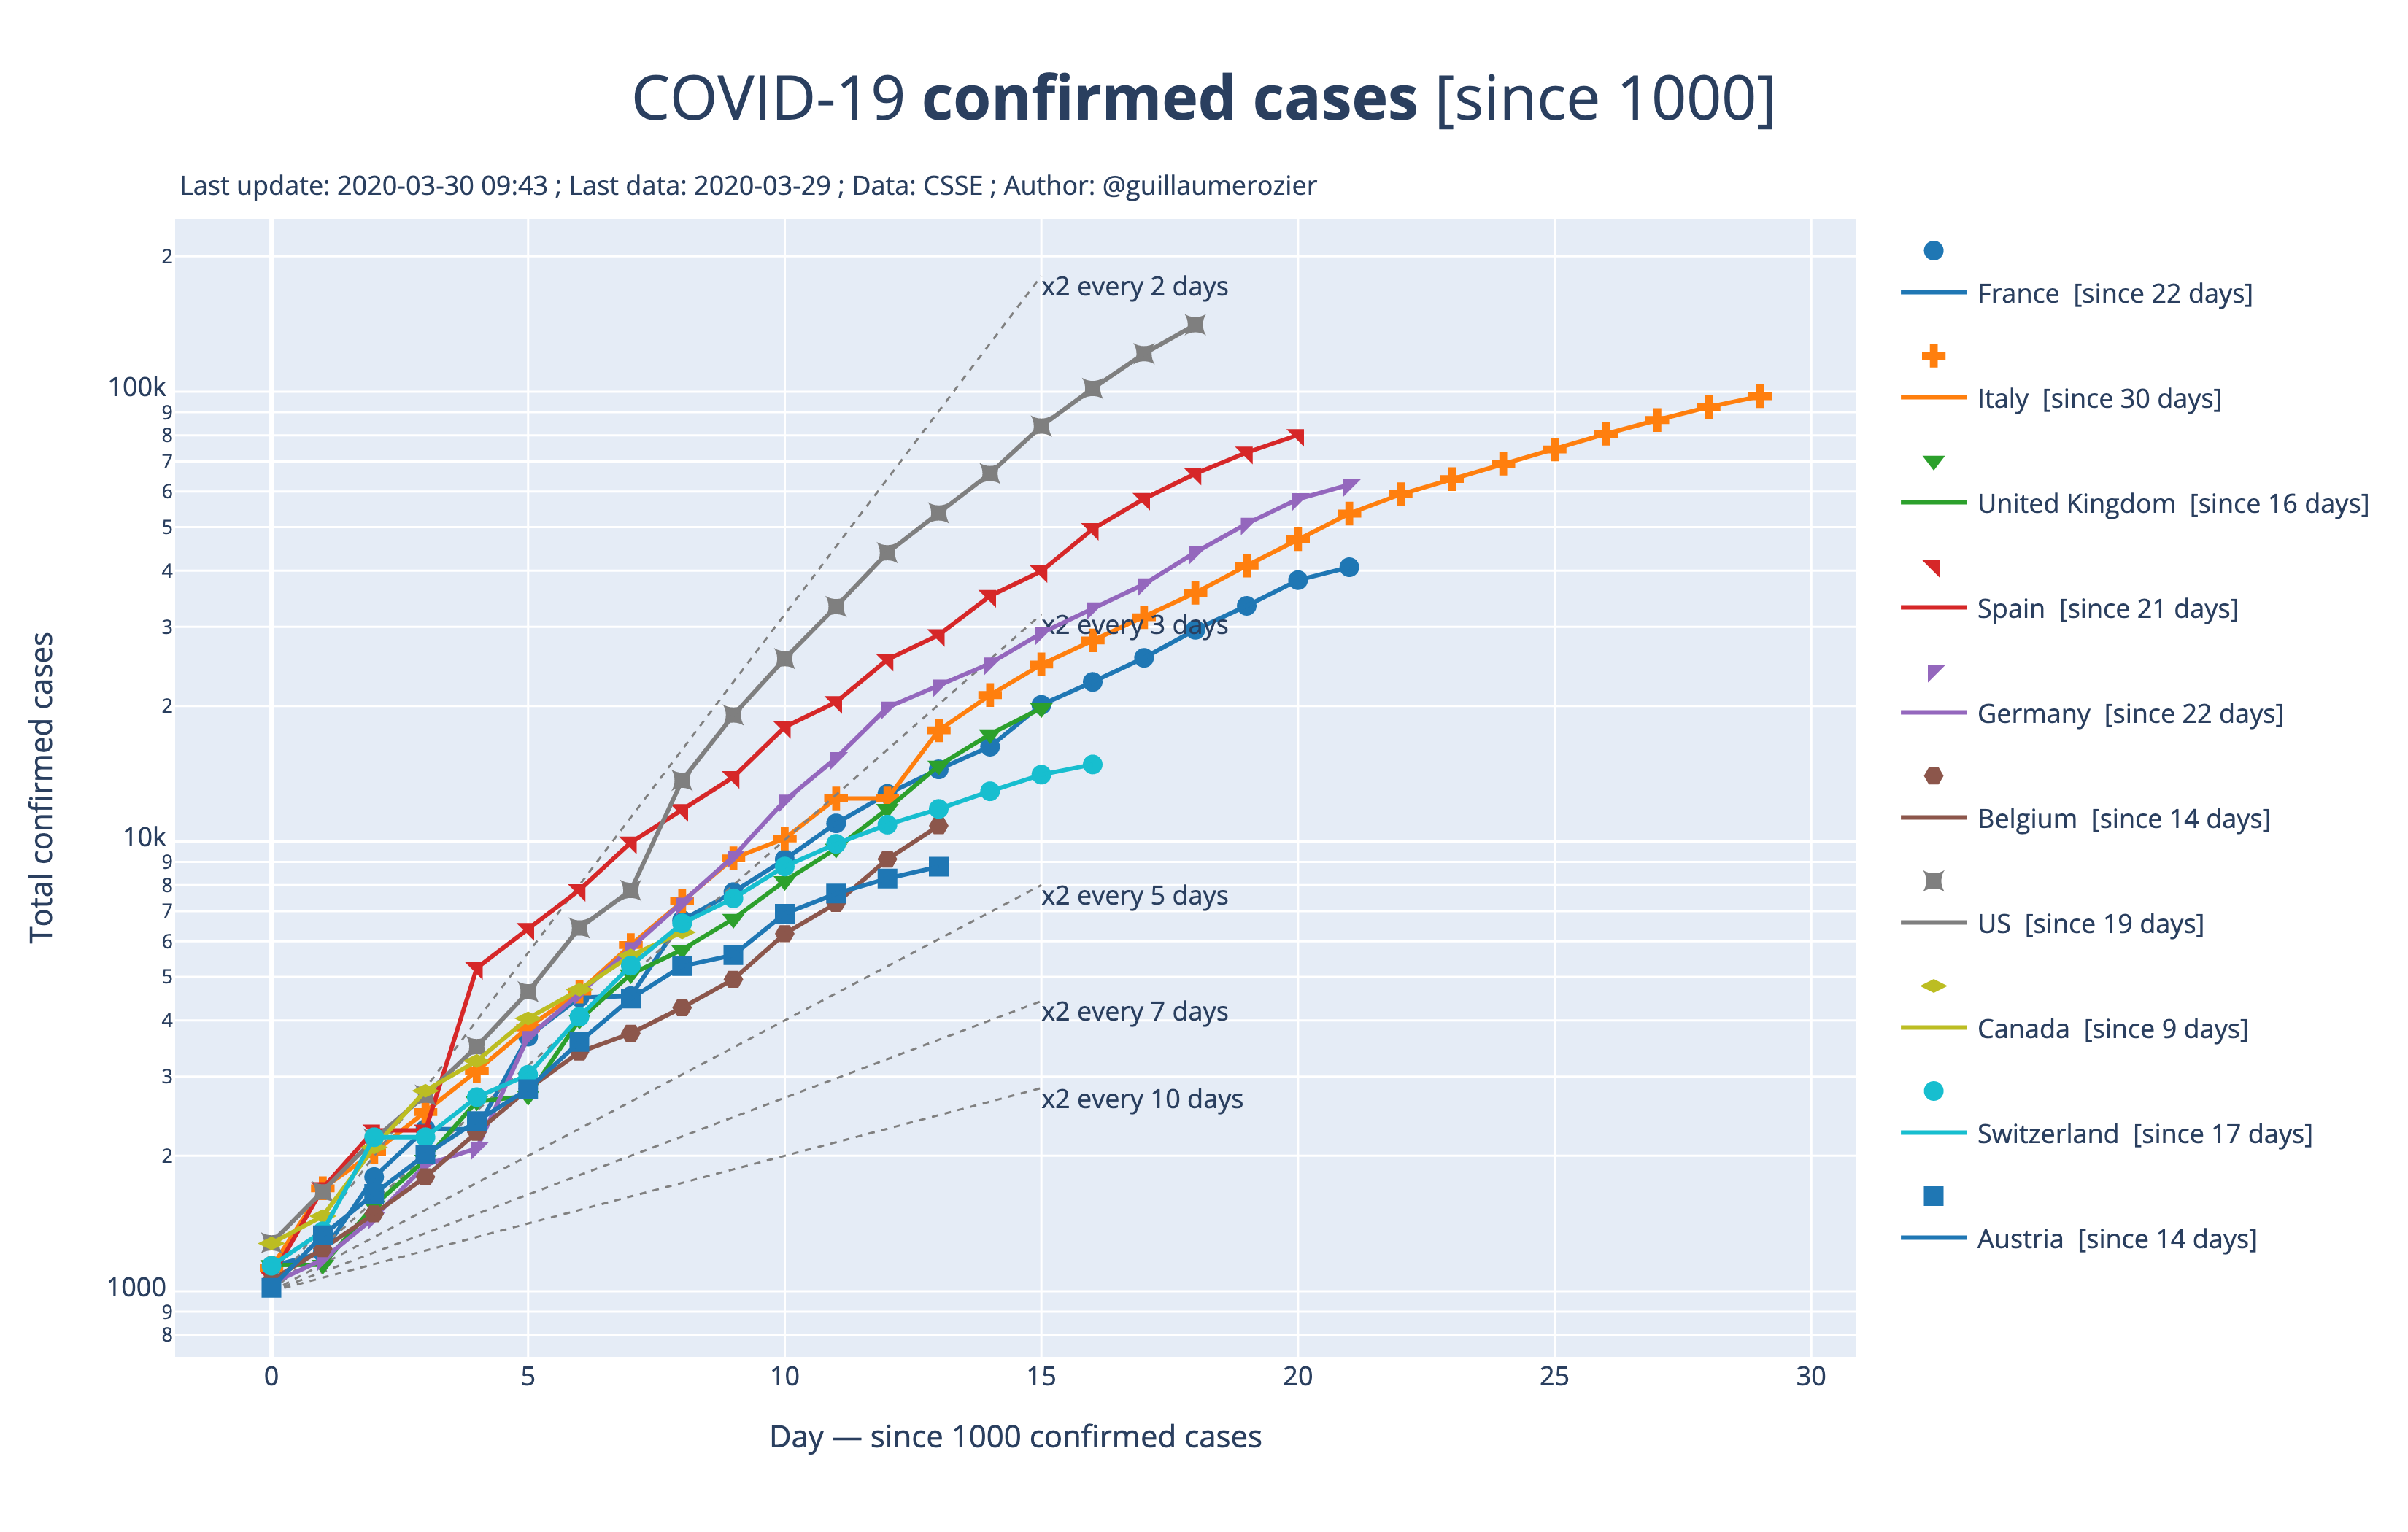 COVID-19 confirmed cases [since 1000]
Last update: 2020-03-30 09:43 ; Last data: 2020-03-29 ; Data: CSSE ; Author: @guillaumerozier
Total confirmed cases
2
100k
9
8
7
6
5
4
3
2
10k
9
8
7
6
5
4
3
2
1000
9
8
x2 every 2 days
x2 every 3 days
x2 every 5 days
x2 every 7 days
x2 every 10 days
0 5 10 15 20 25 30
Day — since 1000 confirmed cases
France [since 22 days]
Italy [since 30 days]
United Kingdom [since 16 days]
Spain [since 21 days]
Germany [since 22 days]
Belgium [since 14 days]
US [since 19 days]
Canada [since 9 days]
Switzerland [since 17 days]
Austria [since 14 days]